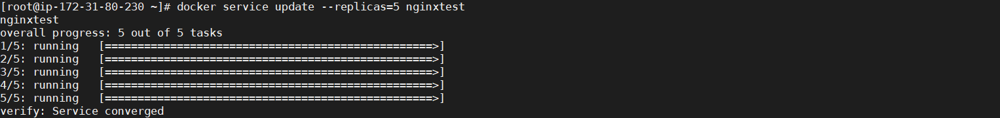 [root@ip-172-31-80-230 ~]# docker service update --replicas=5 nginxtest
nginxtest
overall progress: 5 out of 5 tasks
1/5: running   [==================================================>]
2/5: running   [==================================================>]
3/5: running   [==================================================>]
4/5: running   [==================================================>]
5/5: running   [==================================================>]
verify: Service converged